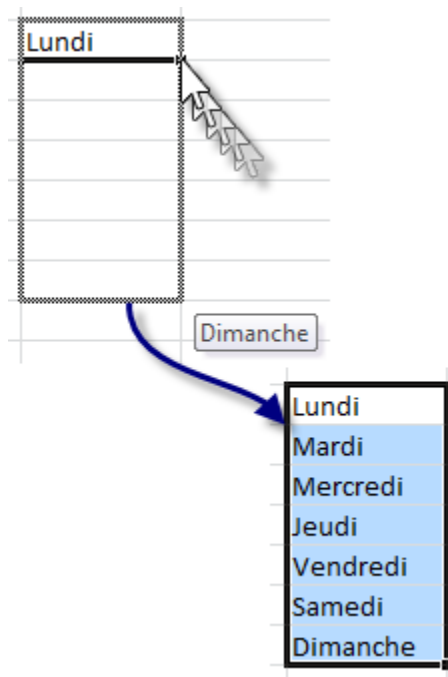 Lundi
Dimanche
Lundi
Mardi
Mercredi
Jeudi
Vendredi
Samedi
Dimanche